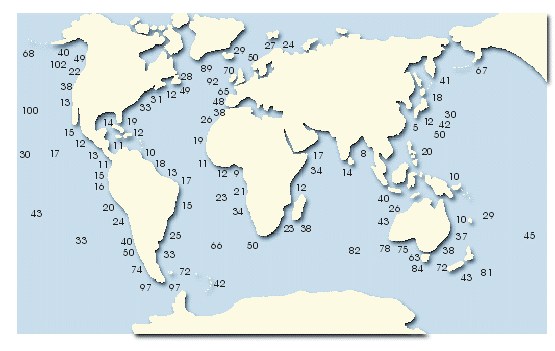 29 27 24
68 40 49 50
102 22 89 70 67
28 92 41
38 12 49 65
13 31 48 18
100 33 38 30
14 19 26 5 12 42
15 12 50
12 11 19
30 17 13 10 17 8 20
11 18 11 34
15 13 12 9 14 10
16 17 21 12
40
43 20 15 23 34 26 29
24 43 10
33 25 23 38 37 45
40 66 50 82 78 75 38
50 33 63
74 72 84 72 81
97 97 42 43